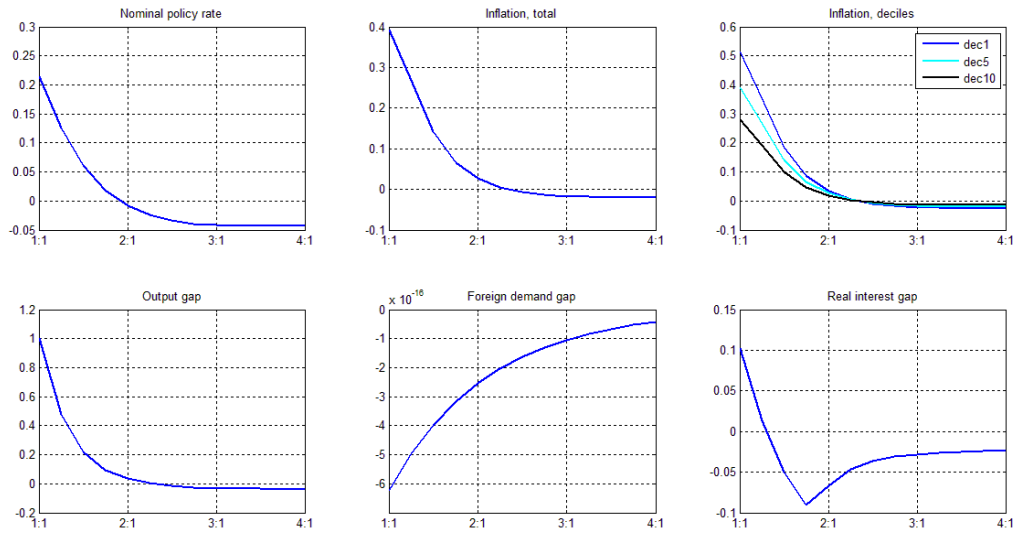 Nominal policy rate
0.3
0.25
0.2
0.15
0.1
0.05
0
-0.05
1:1 2:1 3:1 4:1
Inflation, total
0.4
0.3
0.2
0.1
0
-0.1
1:1 2:1 3:1 4:1
Inflation, deciles
0.6
0.5
0.4
0.3
0.2
0.1
0
-0.1
1:1 2:1 3:1 4:1
dec1
dec5
dec10
Output gap
1.2
1
0.8
0.6
0.4
0.2
0
-0.2
1:1 2:1 3:1 4:1
Foreign demand gap
x 10^-16
0
-1
-2
-3
-4
-5
-6
1:1 2:1 3:1 4:1
Real interest gap
0.15
0.1
0.05
0
-0.05
-0.1
1:1 2:1 3:1 4:1